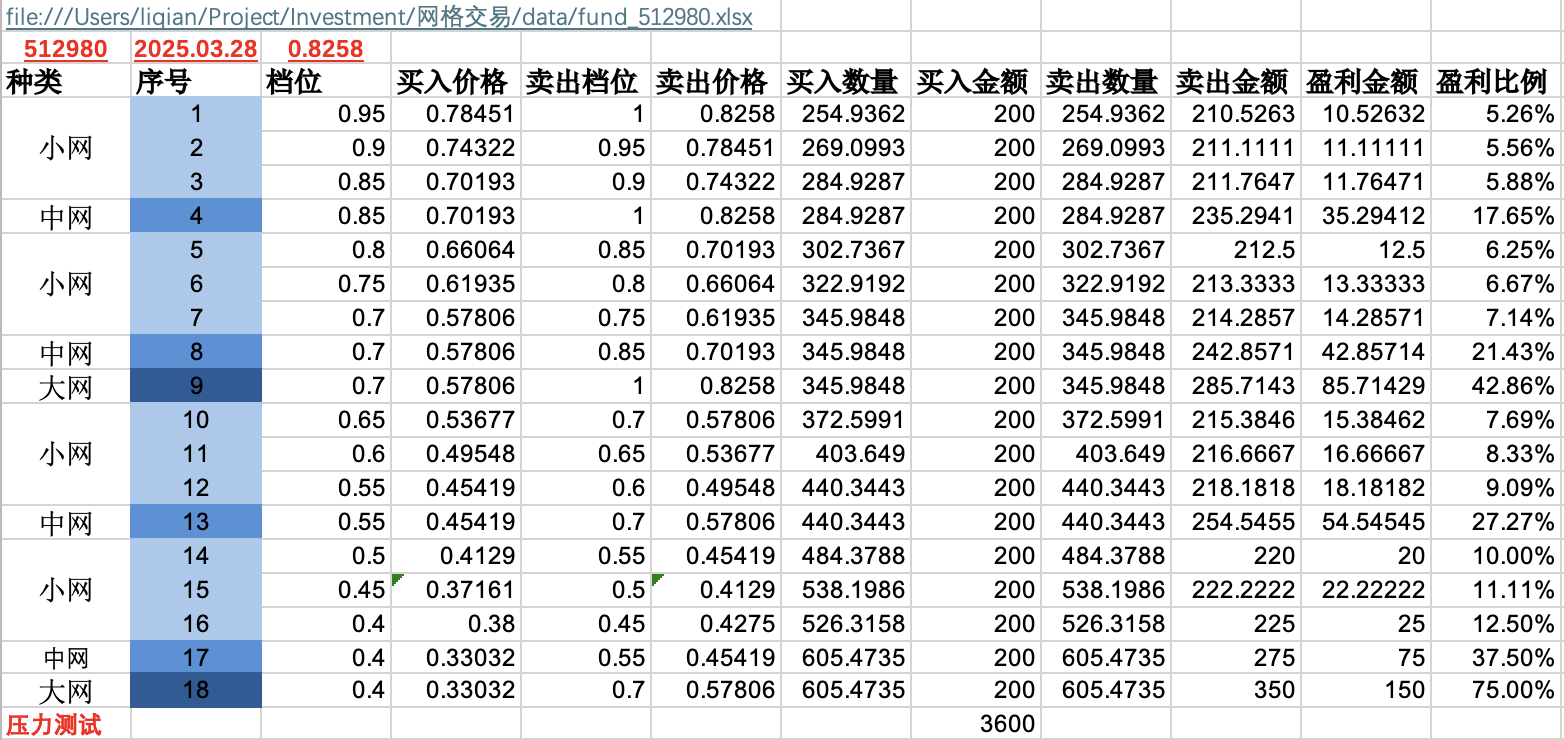 file:///Users/liqian/Project/Investment/网格交易/data/fund_512980.xlsx
512980 2025.03.28 0.8258
种类 序号 档位 买入价格 卖出档位 卖出价格 买入数量 买入金额 卖出数量 卖出金额 盈利金额 盈利比例
1 0.95 0.78451 1 0.8258 254.9362 200 254.9362 210.5263 10.52632 5.26%
小网 2 0.9 0.74322 0.95 0.78451 269.0993 200 269.0993 211.1111 11.11111 5.56%
3 0.85 0.70193 0.9 0.74322 284.9287 200 284.9287 211.7647 11.76471 5.88%
中网 4 0.85 0.70193 1 0.8258 284.9287 200 284.9287 235.2941 35.29412 17.65%
5 0.8 0.66064 0.85 0.70193 302.7367 200 302.7367 212.5 12.5 6.25%
小网 6 0.75 0.61935 0.8 0.66064 322.9192 200 322.9192 213.3333 13.33333 6.67%
7 0.7 0.57806 0.75 0.61935 345.9848 200 345.9848 214.2857 14.28571 7.14%
中网 8 0.7 0.57806 0.85 0.70193 345.9848 200 345.9848 242.8571 42.85714 21.43%
大网 9 0.7 0.57806 1 0.8258 345.9848 200 345.9848 285.7143 85.71429 42.86%
10 0.65 0.53677 0.7 0.57806 372.5991 200 372.5991 215.3846 15.38462 7.69%
小网 11 0.6 0.49548 0.65 0.53677 403.649 200 403.649 216.6667 16.66667 8.33%
12 0.55 0.45419 0.6 0.49548 440.3443 200 440.3443 218.1818 18.18182 9.09%
中网 13 0.55 0.45419 0.7 0.57806 440.3443 200 440.3443 254.5455 54.54545 27.27%
14 0.5 0.4129 0.55 0.45419 484.3788 200 484.3788 220 20 10.00%
小网 15 0.45 0.37161 0.5 0.4129 538.1986 200 538.1986 222.2222 22.22222 11.11%
16 0.4 0.38 0.45 0.4275 526.3158 200 526.3158 225 25 12.50%
中网 17 0.4 0.33032 0.55 0.45419 605.4735 200 605.4735 275 75 37.50%
大网 18 0.4 0.33032 0.7 0.57806 605.4735 200 605.4735 350 150 75.00%
压力测试 3600